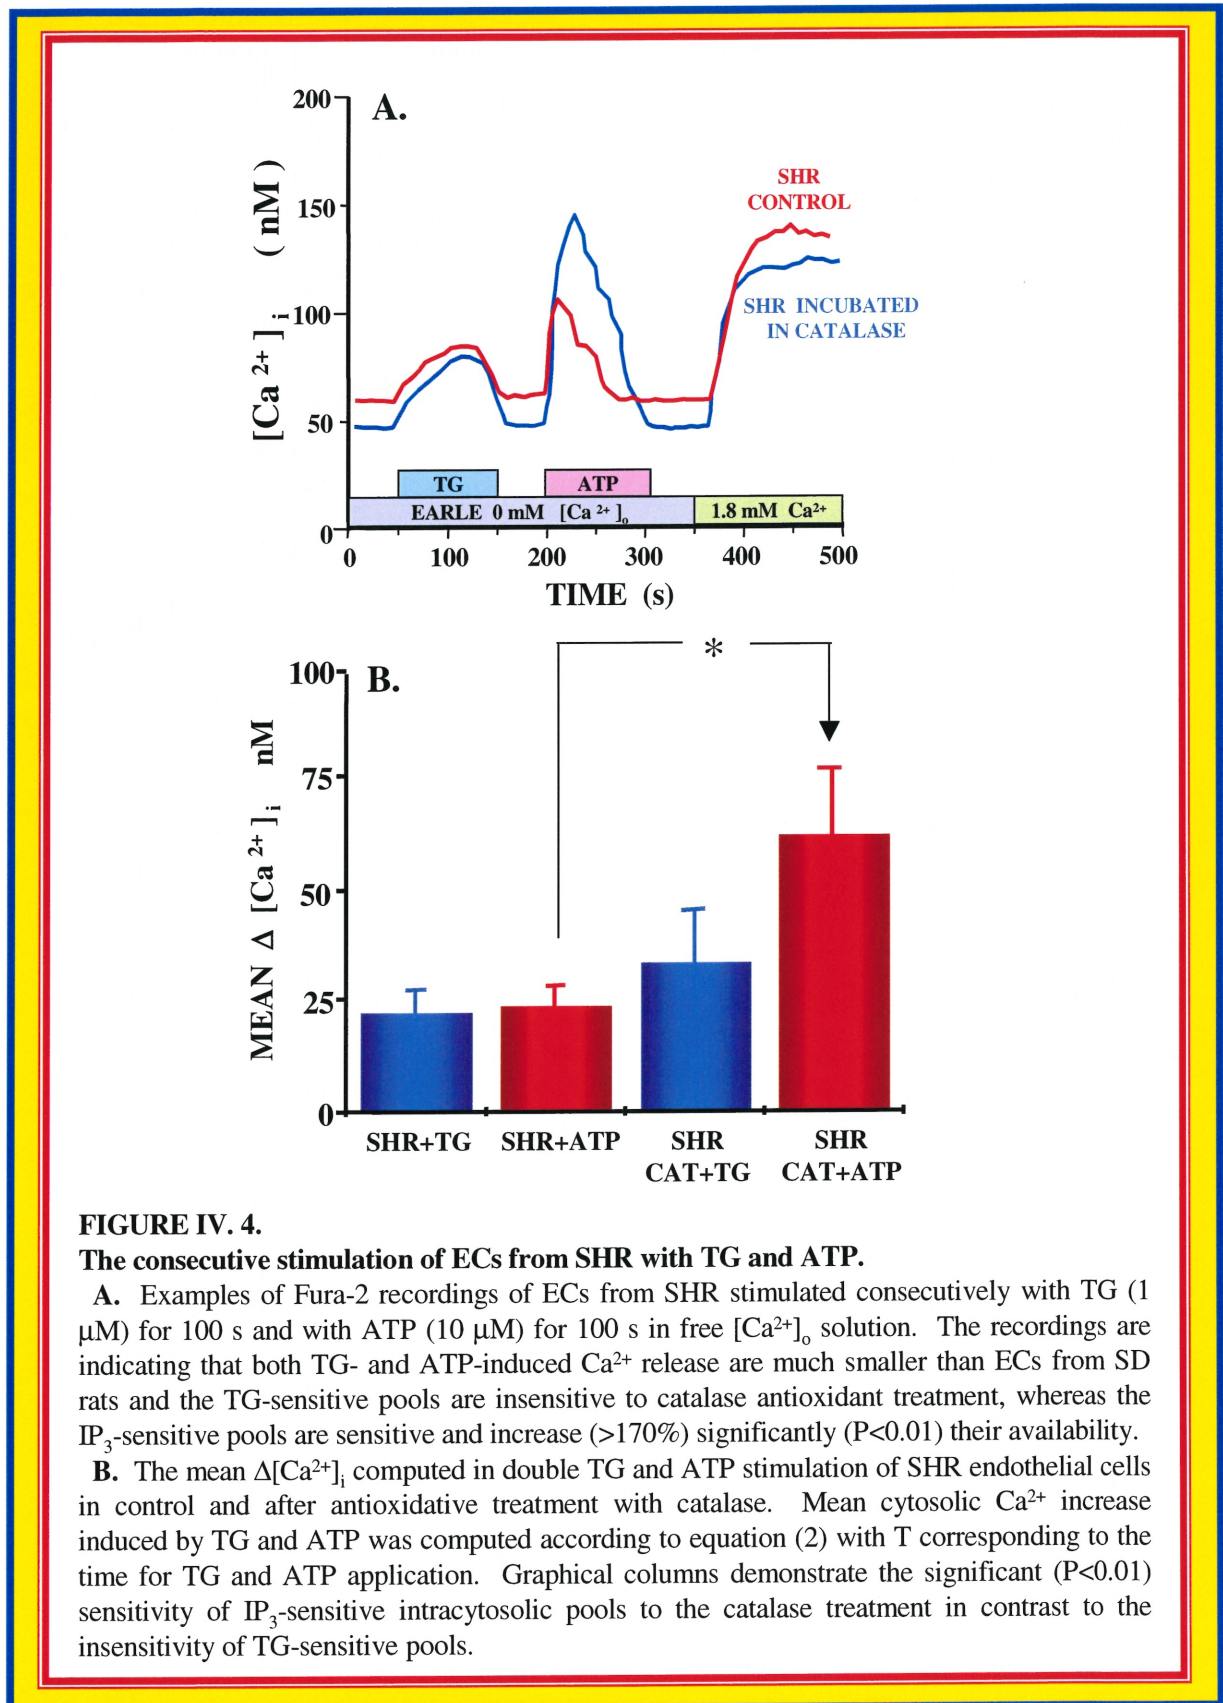 A.
200
150
100
50
0
[Ca 2+ ] i ( nM )
SHR
CONTROL
SHR INCUBATED
IN CATALASE
TG
ATP
EARLE 0 mM [Ca 2+ ]o
1.8 mM Ca2+
0 100 200 300 400 500
TIME (s)
*
B.
100
75
50
25
0
MEAN Δ [Ca 2+ ] i nM
SHR+TG SHR+ATP SHR SHR
CAT+TG CAT+ATP
FIGURE IV. 4.
The consecutive stimulation of ECs from SHR with TG and ATP.
A. Examples of Fura-2 recordings of ECs from SHR stimulated consecutively with TG (1
μM) for 100 s and with ATP (10 μM) for 100 s in free [Ca2+]o solution. The recordings are
indicating that both TG- and ATP-induced Ca2+ release are much smaller than ECs from SD
rats and the TG-sensitive pools are insensitive to catalase antioxidant treatment, whereas the
IP3-sensitive pools are sensitive and increase (>170%) significantly (P<0.01) their availability.
B. The mean Δ[Ca2+]i computed in double TG and ATP stimulation of SHR endothelial cells
in control and after antioxidative treatment with catalase. Mean cytosolic Ca2+ increase
induced by TG and ATP was computed according to equation (2) with T corresponding to the
time for TG and ATP application. Graphical columns demonstrate the significant (P<0.01)
sensitivity of IP3-sensitive intracytosolic pools to the catalase treatment in contrast to the
insensitivity of TG-sensitive pools.